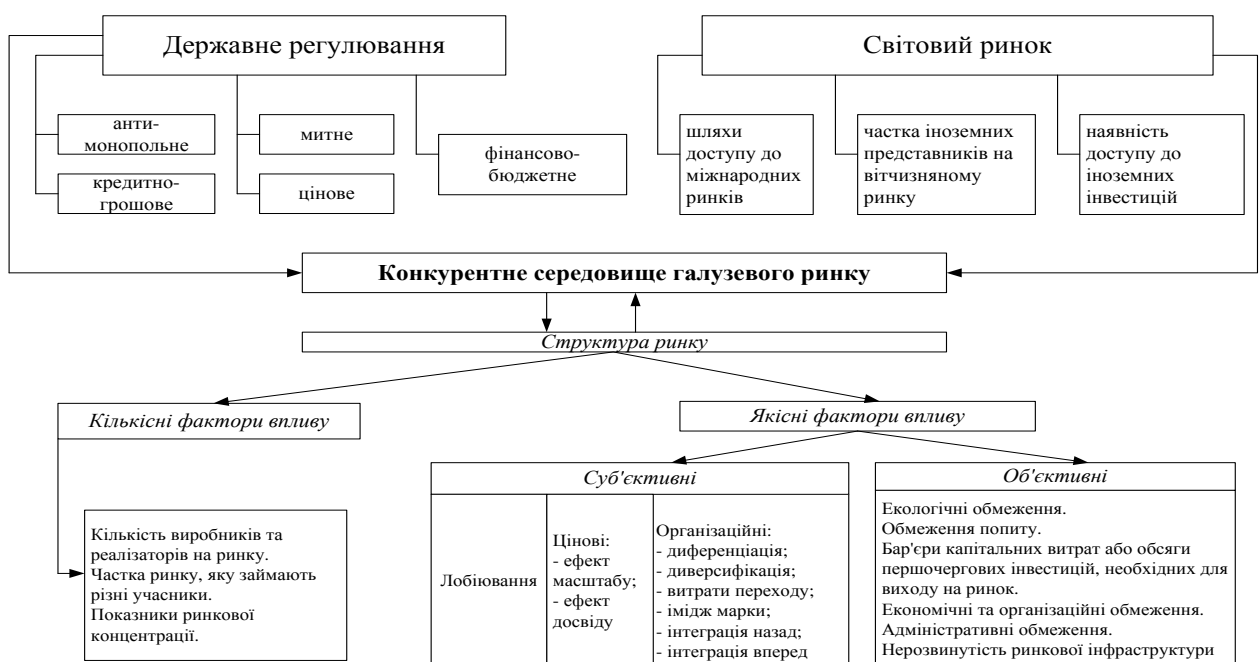 Державне регулювання
Світовий ринок
анти-
монопольне
митне
фінансово-
бюджетне
кредитно-
грошове
цінове
шляхи
доступу до
міжнародних
ринків
частка іноземних
представників на
вітчизняному
ринку
наявність
доступу до
іноземних
інвестицій
Конкурентне середовище галузевого ринку
Структура ринку
Кількісні фактори впливу
Якісні фактори впливу
Кількість виробників та
реалізаторів на ринку.
Частка ринку, яку займають
різні учасники.
Показники ринкової
концентрації.
Суб'єктивні
Лобіювання
Цінові:
- ефект
масштабу;
- ефект
досвіду
Організаційні:
- диференціація;
- диверсифікація;
- витрати переходу;
- імідж марки;
- інтеграція назад;
- інтеграція вперед
Об'єктивні
Екологічні обмеження.
Обмеження попиту.
Бар'єри капітальних витрат або обсяги
першочергових інвестицій, необхідних для
виходу на ринок.
Економічні та організаційні обмеження.
Адміністративні обмеження.
Нерозвинутість ринкової інфраструктури